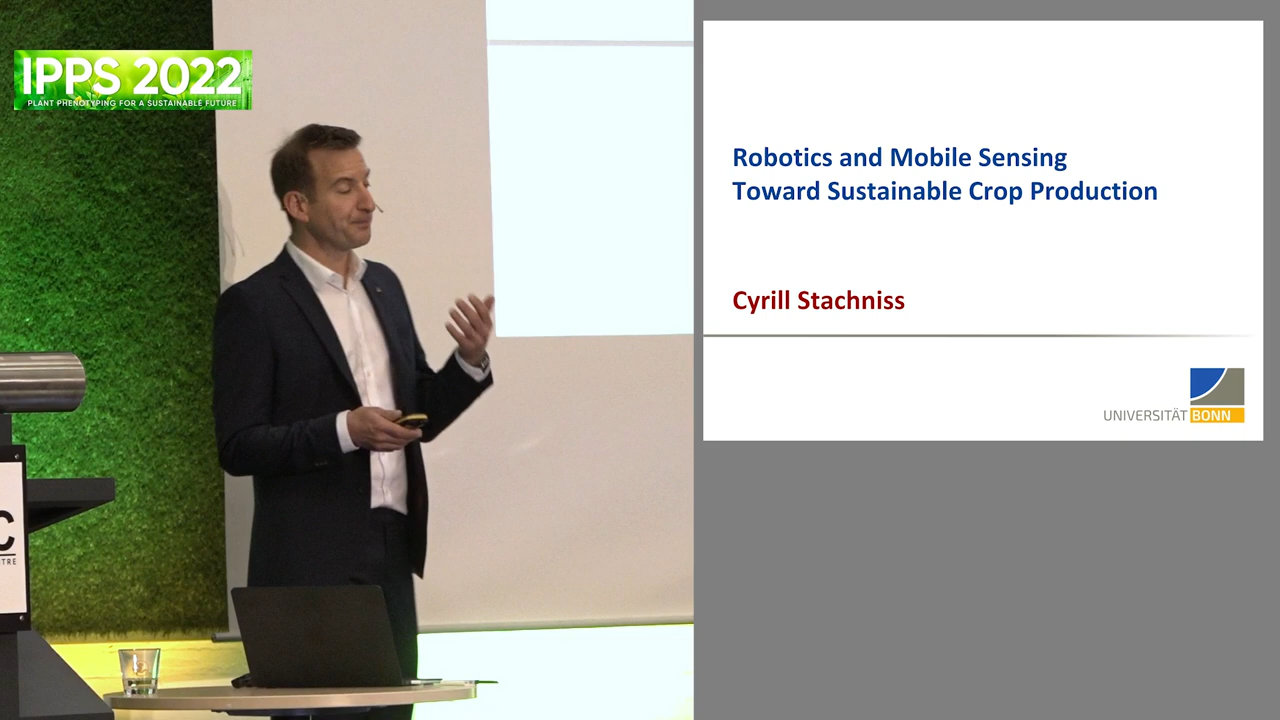 IPPS 2022
PLANT PHENOTYPING FOR A SUSTAINABLE FUTURE
Robotics and Mobile Sensing
Toward Sustainable Crop Production
Cyrill Stachniss
UNIVERSITÄT BONN
C
TRE